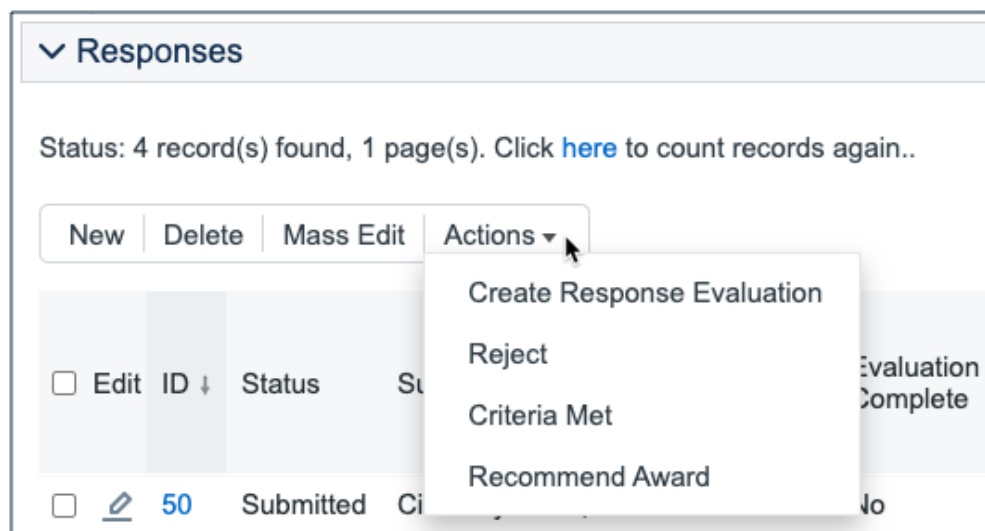 Responses
Status: 4 record(s) found, 1 page(s). Click here to count records again..
New Delete Mass Edit Actions
Create Response Evaluation
Reject
Criteria Met
Recommend Award
Edit ID Status
Evaluation
Complete
50 Submitted No